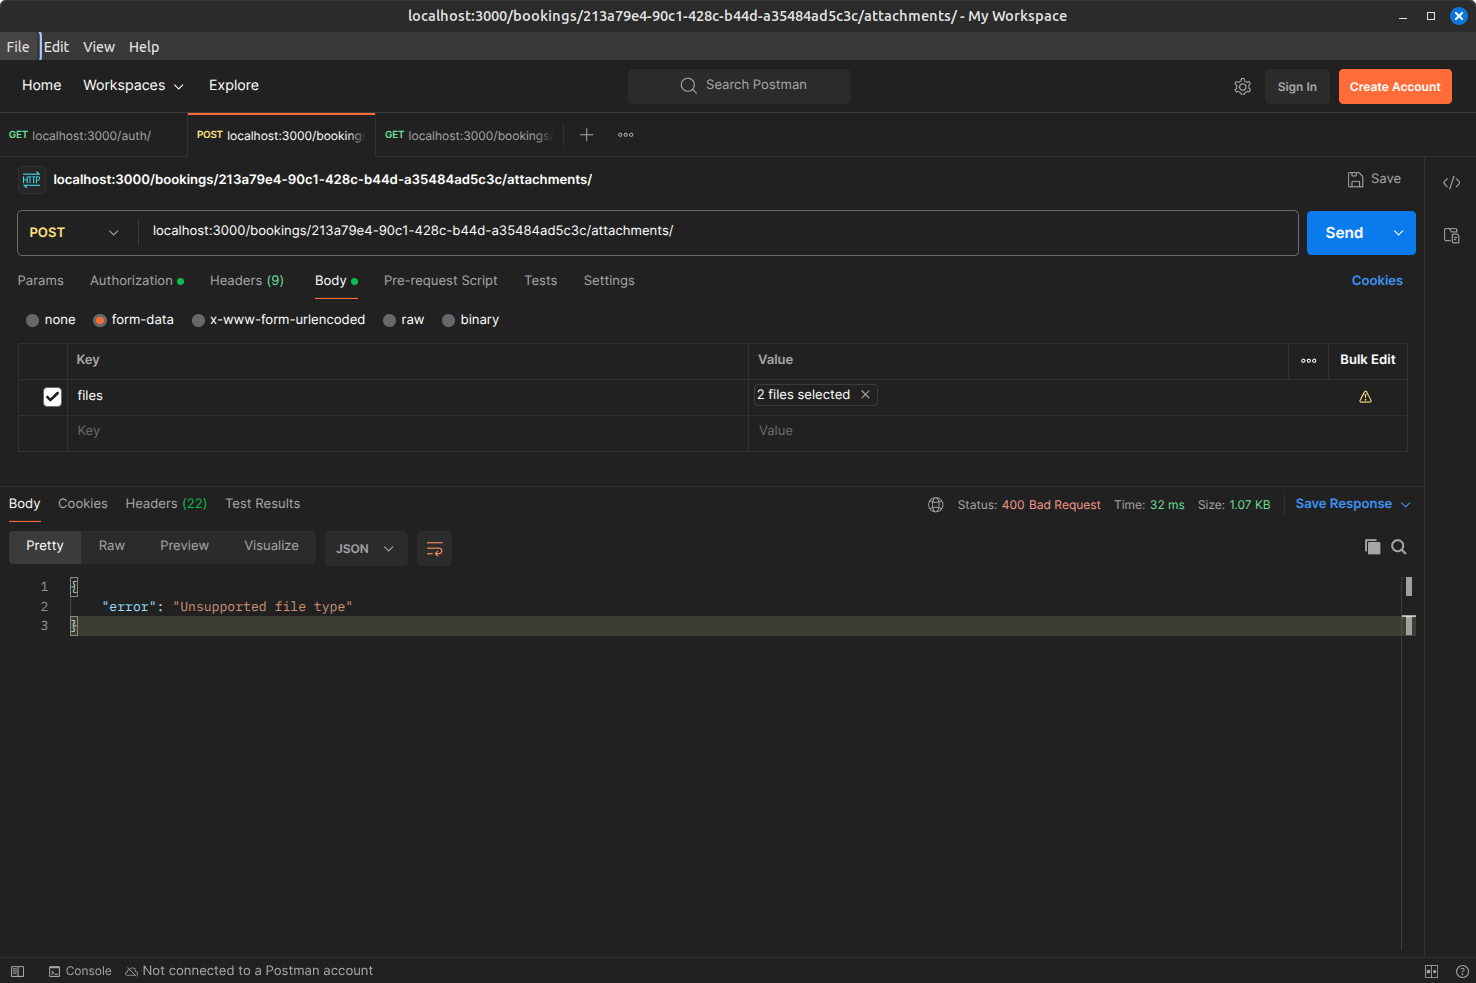 localhost:3000/bookings/213a79e4-90c1-428c-b44d-a35484ad5c3c/attachments/ - My Workspace
File Edit View Help
Home Workspaces Explore Search Postman Sign In Create Account
GET localhost:3000/auth/ POST localhost:3000/booking GET localhost:3000/bookings/
HTTP localhost:3000/bookings/213a79e4-90c1-428c-b44d-a35484ad5c3c/attachments/ Save
POST localhost:3000/bookings/213a79e4-90c1-428c-b44d-a35484ad5c3c/attachments/ Send
Params Authorization Headers (9) Body Pre-request Script Tests Settings Cookies
none form-data x-www-form-urlencoded raw binary
Key Value Bulk Edit
files 2 files selected
Key Value
Body Cookies Headers (22) Test Results Status: 400 Bad Request Time: 32 ms Size: 1.07 KB Save Response
Pretty Raw Preview Visualize JSON
1 {
2 "error": "Unsupported file type"
3 }
Console Not connected to a Postman account